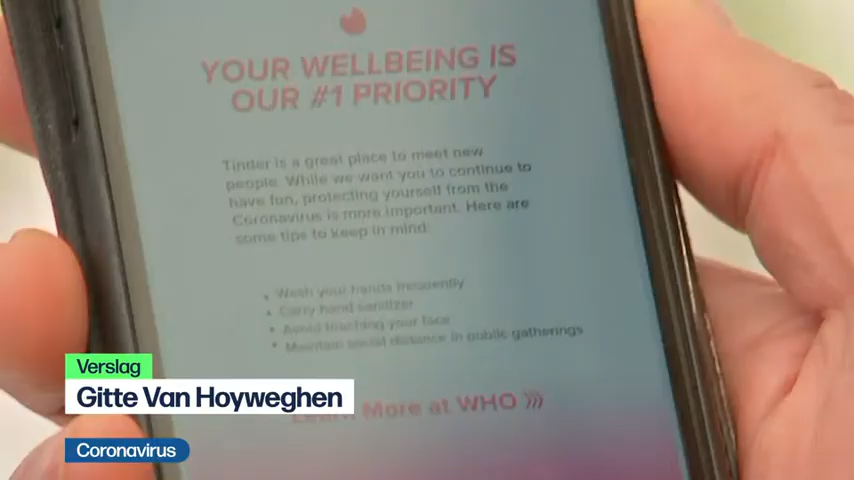 YOUR WELLBEING IS
OUR #1 PRIORITY
Tinder is a great place to meet new
people. While we want you to continue to
have fun, protecting yourself from the
Coronavirus is more important. Here are
some tips to keep in mind:
• Wash your hands frequently
• Carry hand sanitizer
• Avoid touching your face
• Maintain social distance in public gatherings
Learn More at WHO
Verslag
Gitte Van Hoyweghen
Coronavirus